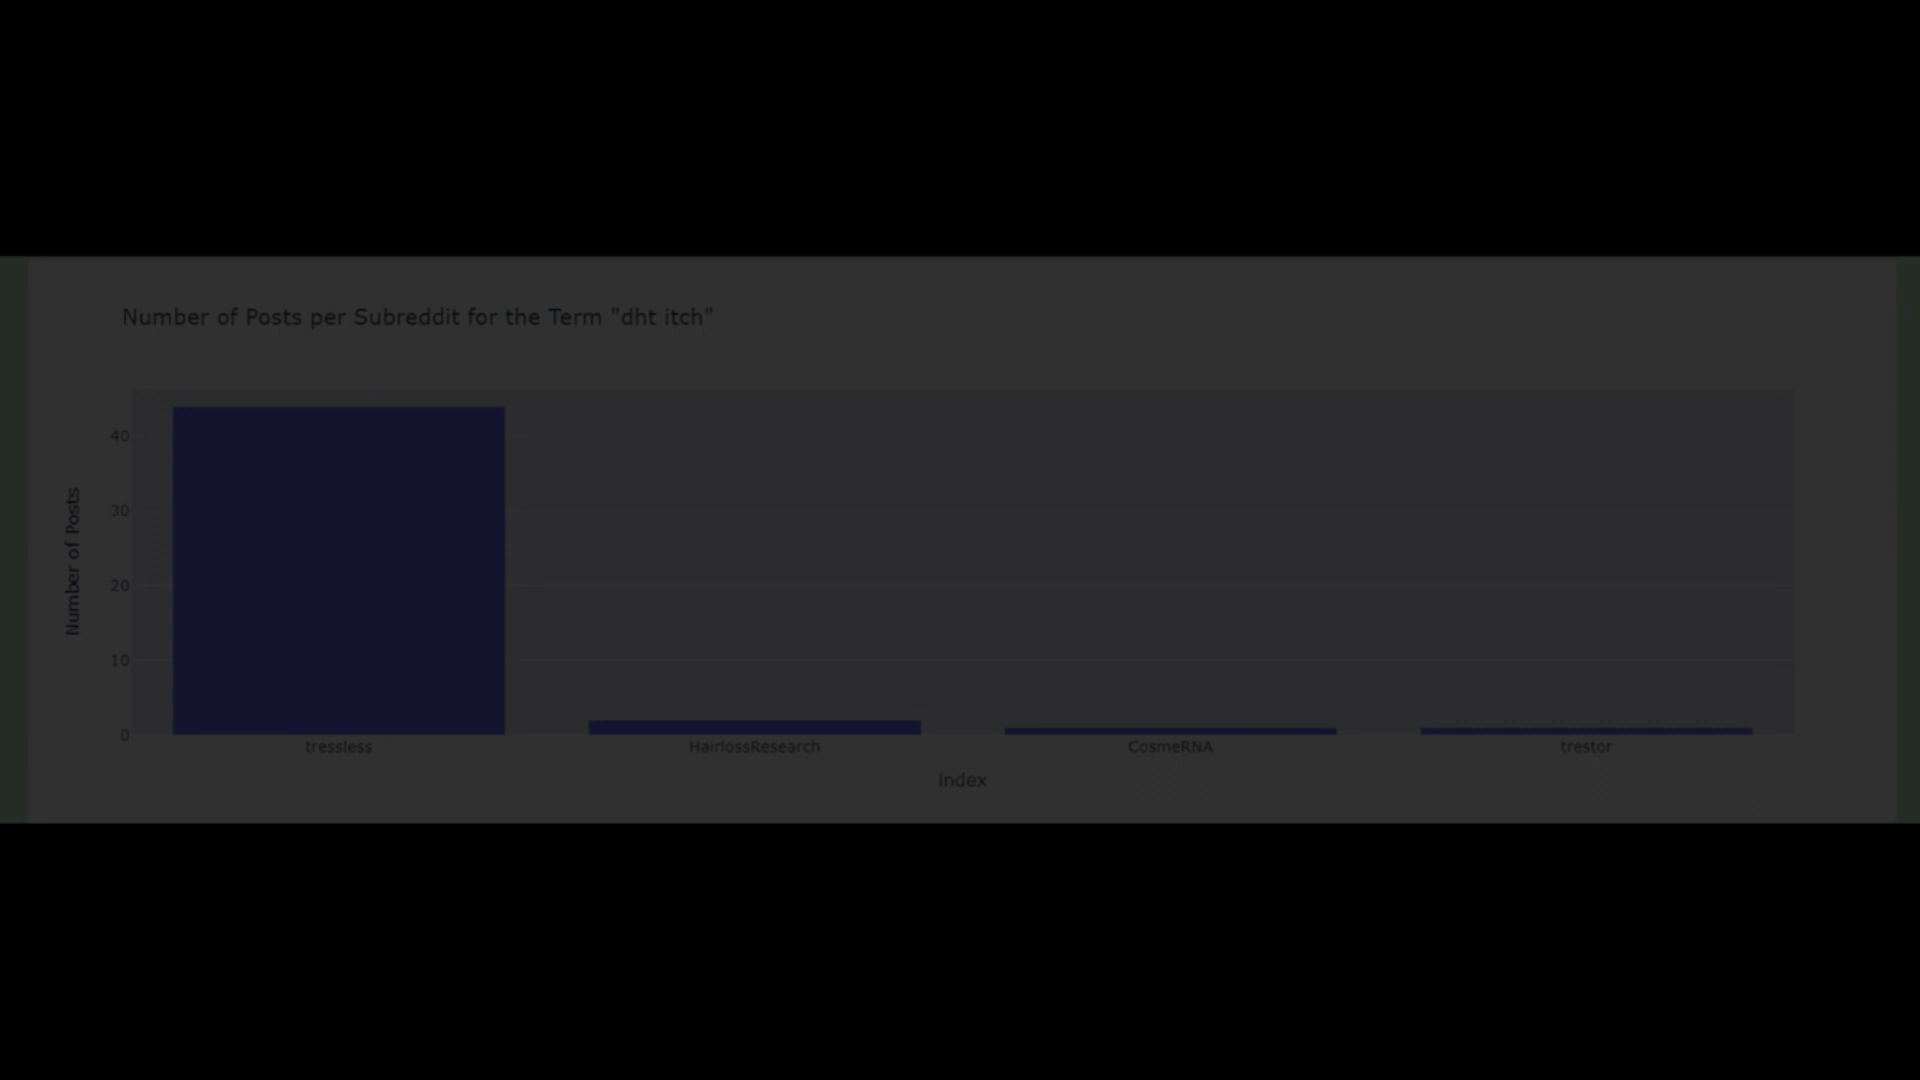 Number of Posts per Subreddit for the Term "dht itch"
40
30
20
10
0
Number of Posts
tressless
HairlossResearch
CosmeRNA
trestor
Index